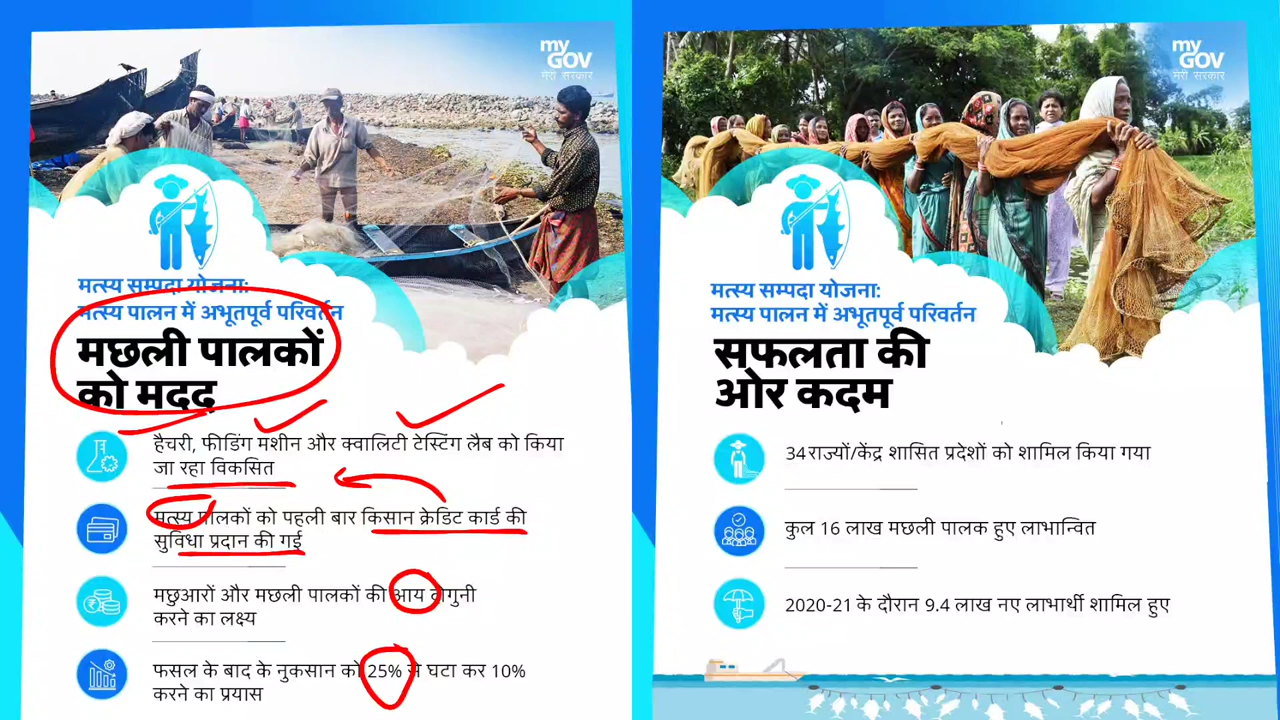 my
GOV
मेरी सरकार
मत्स्य सम्पदा योजना:
मत्स्य पालन में अभूतपूर्व परिवर्तन
मछली पालकों
को मदद
हैचरी, फीडिंग मशीन और क्वालिटी टेस्टिंग लैब को किया
जा रहा विकसित
मत्स्य पालकों को पहली बार किसान क्रेडिट कार्ड की
सुविधा प्रदान की गई
मछुआरों और मछली पालकों की आय दोगुनी
करने का लक्ष्य
फसल के बाद के नुकसान को 25% से घटा कर 10%
करने का प्रयास
my
GOV
मेरी सरकार
मत्स्य सम्पदा योजना:
मत्स्य पालन में अभूतपूर्व परिवर्तन
सफलता की
ओर कदम
34 राज्यों/केंद्र शासित प्रदेशों को शामिल किया गया
कुल 16 लाख मछली पालक हुए लाभान्वित
2020-21 के दौरान 9.4 लाख नए लाभार्थी शामिल हुए